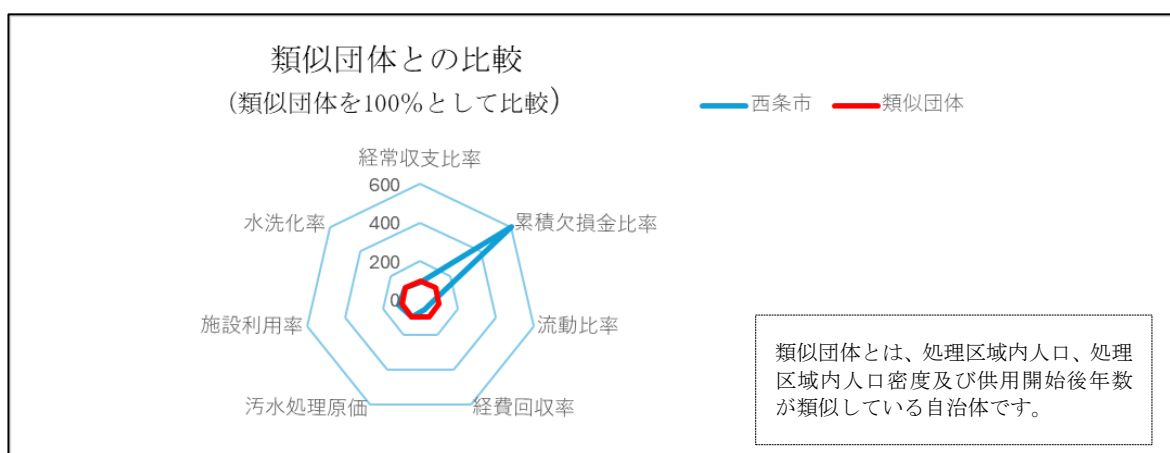 類似団体との比較
(類似団体を100%として比較)
西条市
類似団体
経常収支比率
600
400
200
0
累積欠損金比率
流動比率
経費回収率
汚水処理原価
施設利用率
水洗化率
類似団体とは、処理区域内人口、処理
区域内人口密度及び供用開始後年数
が類似している自治体です。